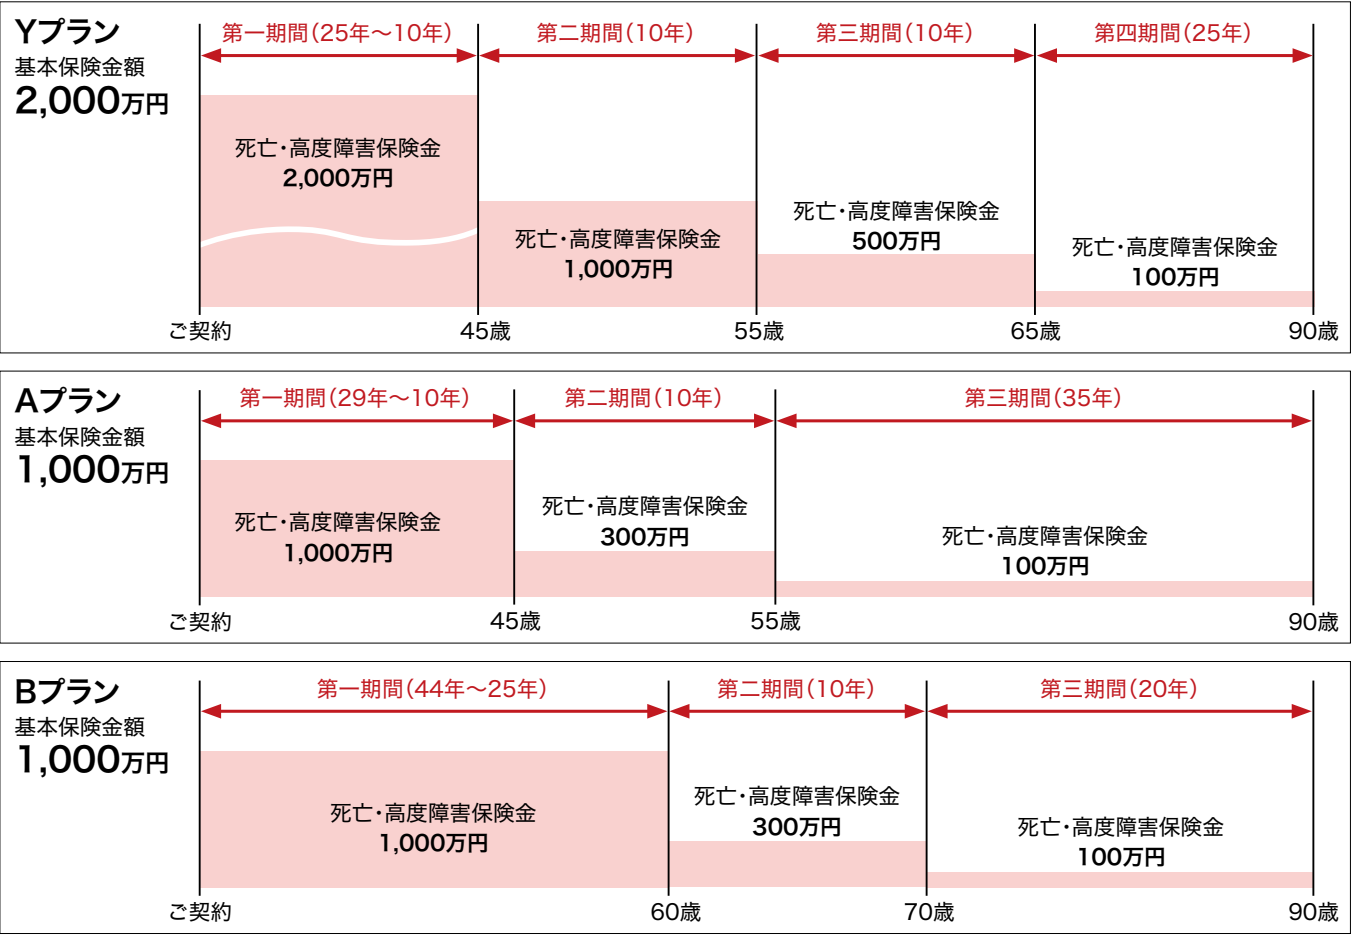 Yプラン
基本保険金額
2,000万円
第一期間(25年～10年)
第二期間(10年)
第三期間(10年)
第四期間(25年)
死亡・高度障害保険金
2,000万円
死亡・高度障害保険金
1,000万円
死亡・高度障害保険金
500万円
死亡・高度障害保険金
100万円
ご契約
45歳
55歳
65歳
90歳
Aプラン
基本保険金額
1,000万円
第一期間(29年～10年)
第二期間(10年)
第三期間(35年)
死亡・高度障害保険金
1,000万円
死亡・高度障害保険金
300万円
死亡・高度障害保険金
100万円
ご契約
45歳
55歳
90歳
Bプラン
基本保険金額
1,000万円
第一期間(44年～25年)
第二期間(10年)
第三期間(20年)
死亡・高度障害保険金
1,000万円
死亡・高度障害保険金
300万円
死亡・高度障害保険金
100万円
ご契約
60歳
70歳
90歳